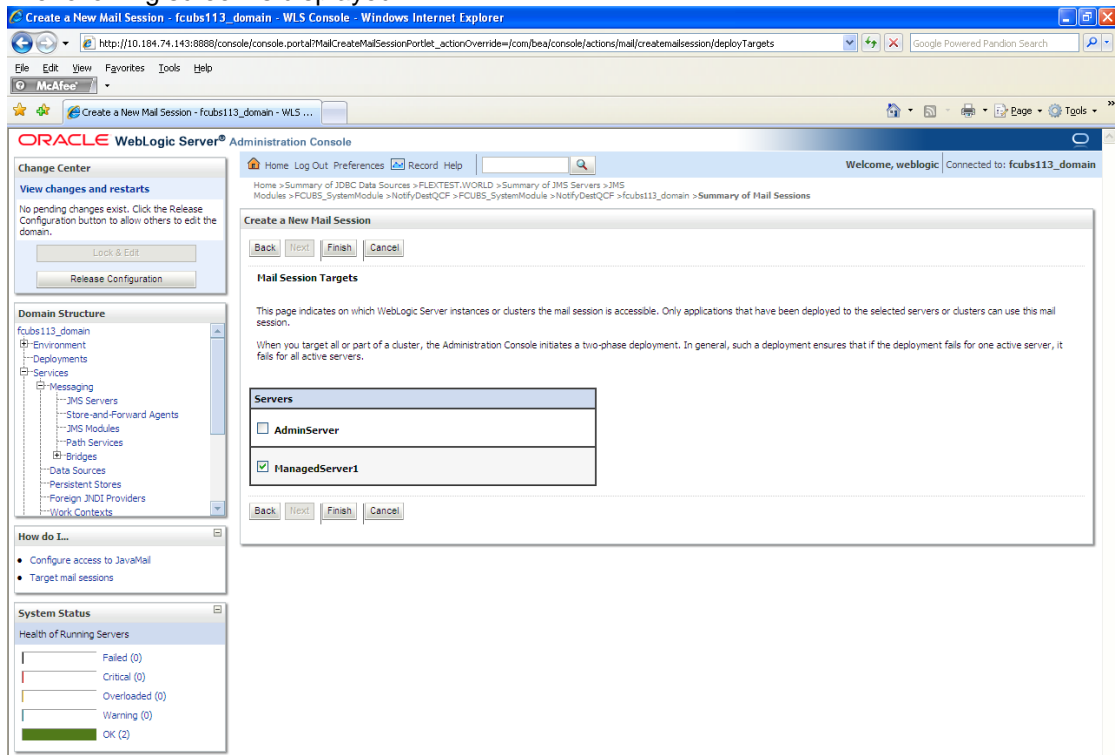 Create a New Mail Session - fcubs113_domain - WLS Console - Windows Internet Explorer
http://10.184.74.143:8888/console/console.portal?MailCreateMailSessionPortlet_actionOverride=/com/bea/console/actions/mail/createmailsession/deployTargets
Google Powered Pandion Search
File Edit View Favorites Tools Help
McAfee
Create a New Mail Session - fcubs113_domain - WLS ...
Page Tools
ORACLE WebLogic Server® Administration Console
Change Center
View changes and restarts
No pending changes exist. Click the Release
Configuration button to allow others to edit the
domain.
Lock & Edit
Release Configuration
Domain Structure
fcubs113_domain
Environment
Deployments
Services
Messaging
JMS Servers
Store-and-Forward Agents
JMS Modules
Path Services
Bridges
Data Sources
Persistent Stores
Foreign JNDI Providers
Work Contexts
How do I...
Configure access to JavaMail
Target mail sessions
System Status
Health of Running Servers
Failed (0)
Critical (0)
Overloaded (0)
Warning (0)
OK (2)
Home Log Out Preferences Record Help
Welcome, weblogic Connected to: fcubs113_domain
Home >Summary of JDBC Data Sources >FLEXTEST.WORLD >Summary of JMS Servers >JMS
Modules >FCUBS_SystemModule >NotifyDestQCF >FCUBS_SystemModule >NotifyDestQCF >fcubs113_domain >Summary of Mail Sessions
Create a New Mail Session
Back Next Finish Cancel
Mail Session Targets
This page indicates on which WebLogic Server instances or clusters the mail session is accessible. Only applications that have been deployed to the selected servers or clusters can use this mail
session.
When you target all or part of a cluster, the Administration Console initiates a two-phase deployment. In general, such a deployment ensures that if the deployment fails for one active server, it
fails for all active servers.
Servers
AdminServer
ManagedServer1
Back Next Finish Cancel